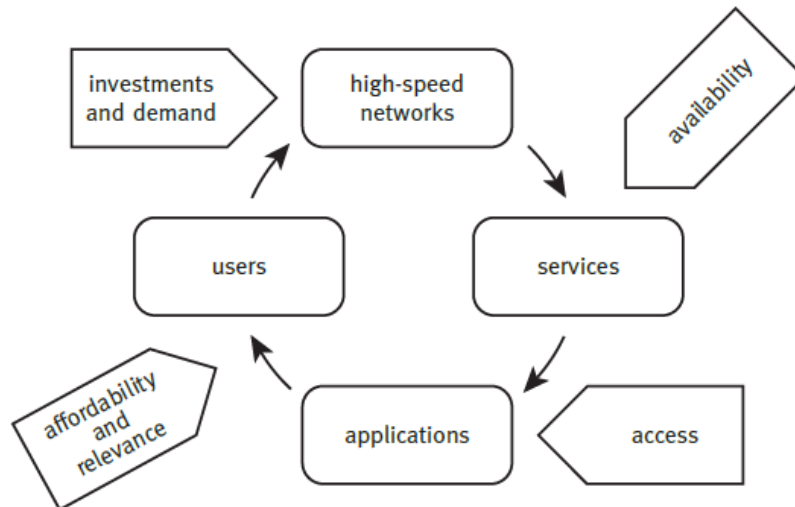 investments
and demand
high-speed
networks
availability
users
services
affordability
and
relevance
applications
access